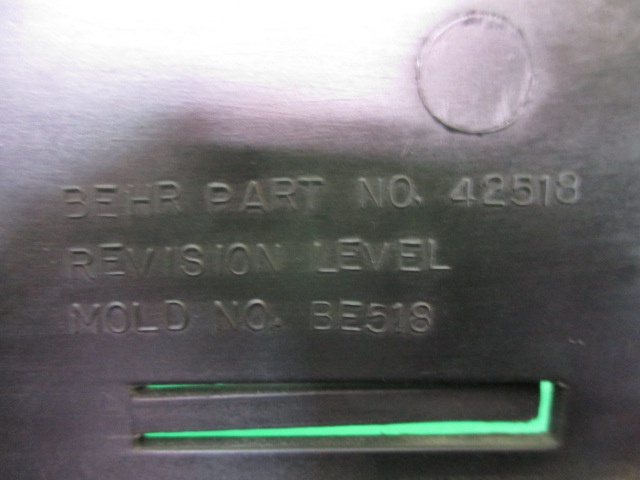 BEHR PART NO. 42518
REVISION LEVEL
MOLD NO. BE518